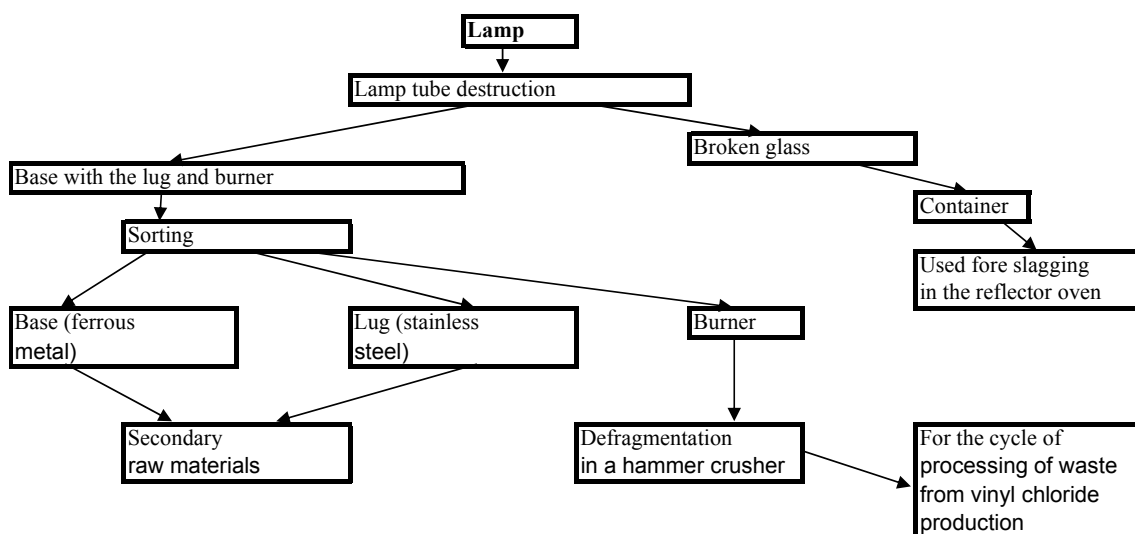 Lamp
Lamp tube destruction
Broken glass
Base with the lug and burner
Container
Sorting
Used fore slagging
in the reflector oven
Base (ferrous
metal)
Lug (stainless
steel)
Burner
Secondary
raw materials
Defragmentation
in a hammer crusher
For the cycle of
processing of waste
from vinyl chloride
production